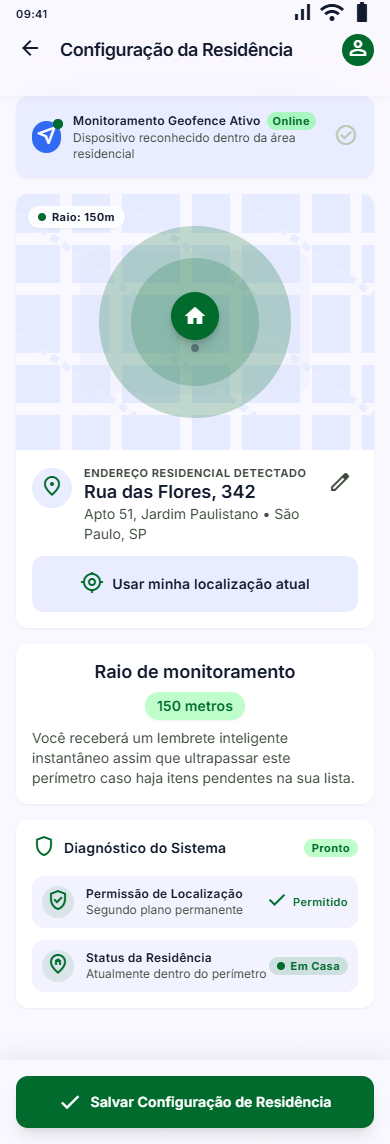 09:41
Configuração da Residência
Monitoramento Geofence Ativo Online
Dispositivo reconhecido dentro da área
residencial
Raio: 150m
ENDEREÇO RESIDENCIAL DETECTADO
Rua das Flores, 342
Apto 51, Jardim Paulistano • São
Paulo, SP
Usar minha localização atual
Raio de monitoramento
150 metros
Você receberá um lembrete inteligente
instantâneo assim que ultrapassar este
perímetro caso haja itens pendentes na sua lista.
Diagnóstico do Sistema Pronto
Permissão de Localização
Segundo plano permanente
Permitido
Status da Residência
Atualmente dentro do perímetro
Em Casa
Salvar Configuração de Residência